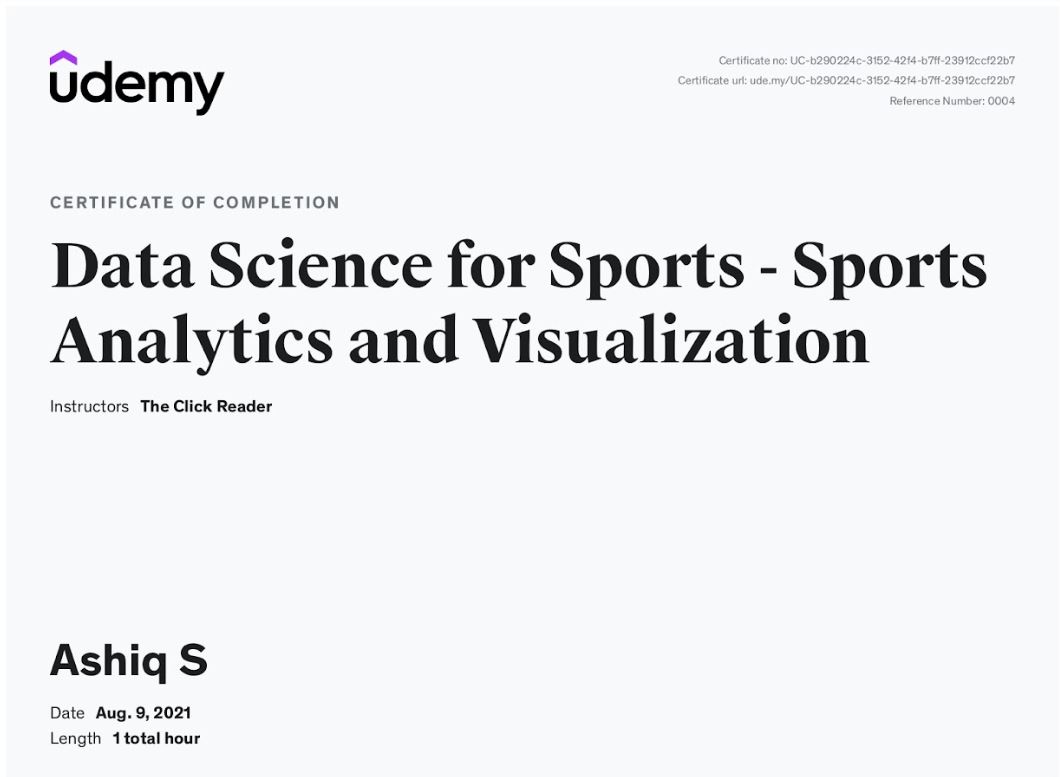 udemy
Certificate no: UC-b290224c-3152-42f4-b7ff-23912ccf22b7
Certificate url: ude.my/UC-b290224c-3152-42f4-b7ff-23912ccf22b7
Reference Number: 0004
CERTIFICATE OF COMPLETION
Data Science for Sports - Sports
Analytics and Visualization
Instructors The Click Reader
Ashiq S
Date Aug. 9, 2021
Length 1 total hour